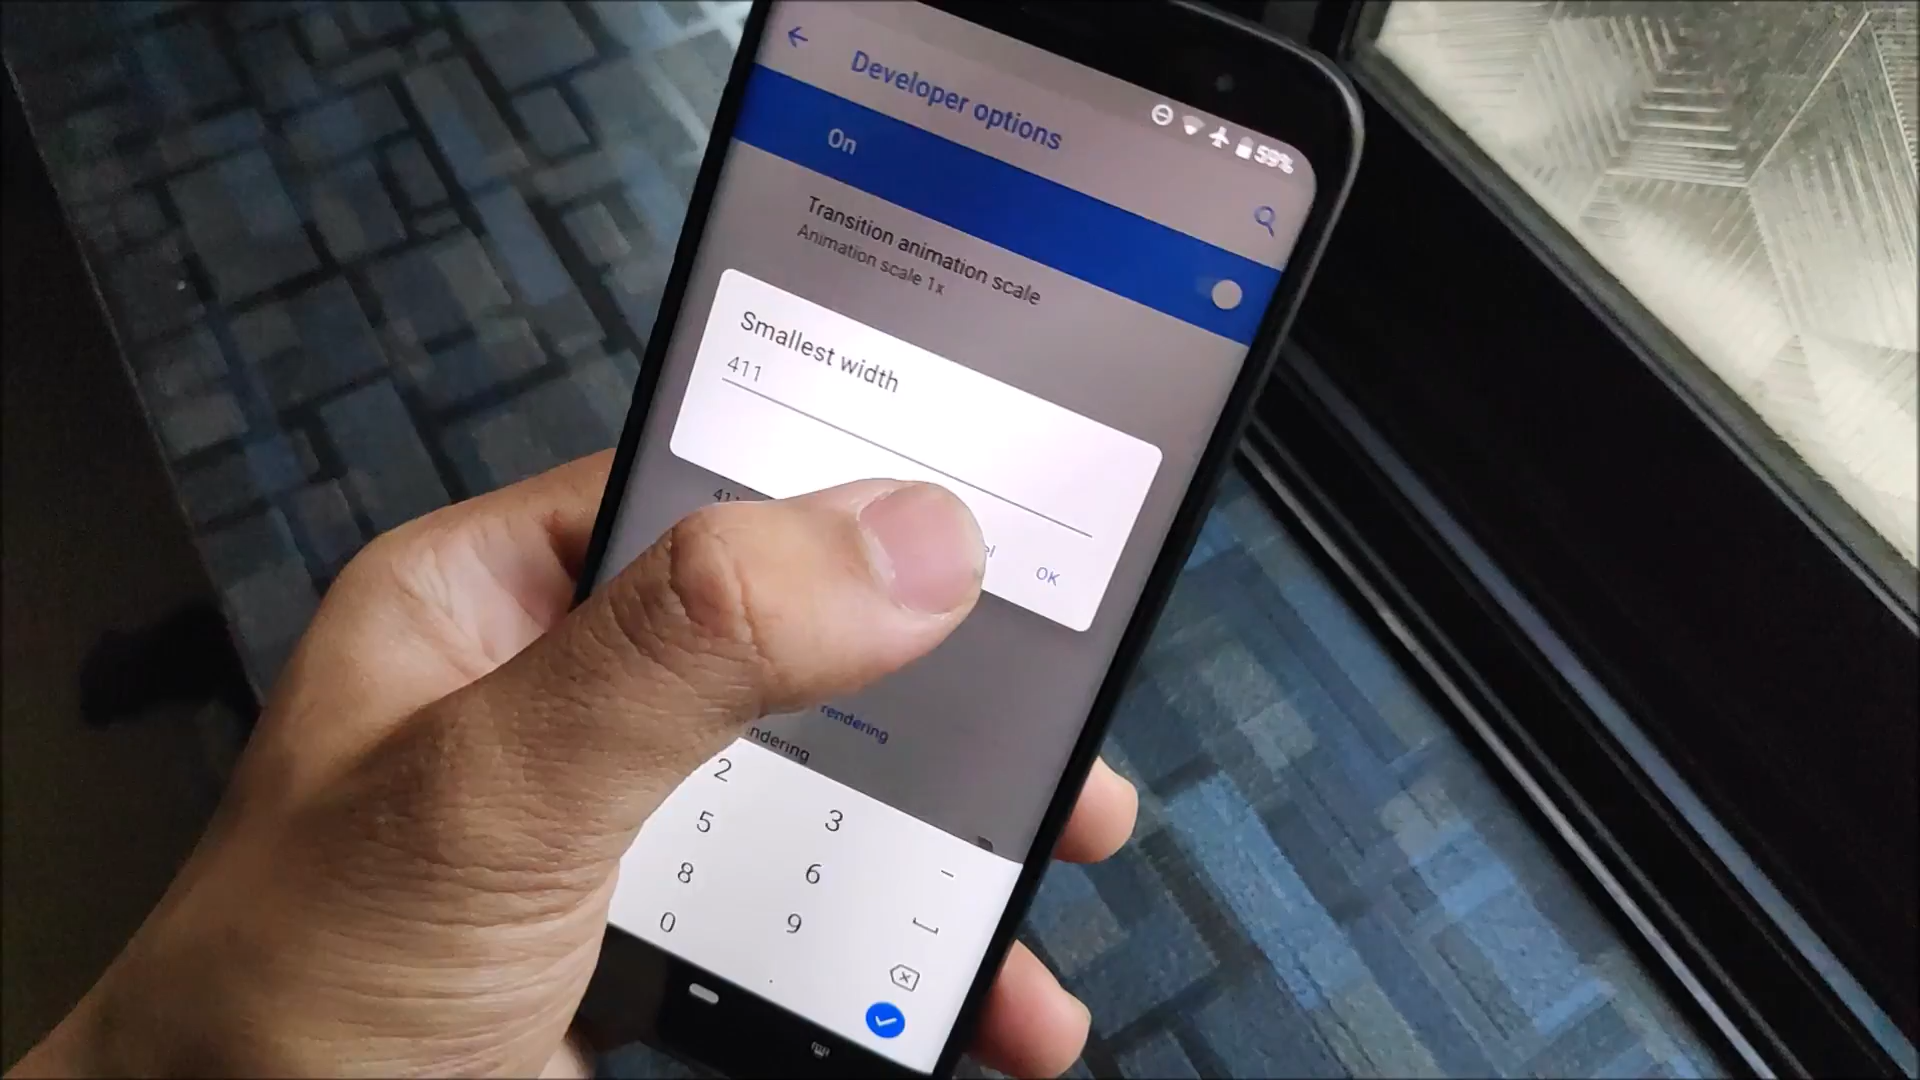 Developer options
59%
On
Transition animation scale
Animation scale 1x
Smallest width
411
OK
rendering
2
3
5
6
-
8
9
0
.